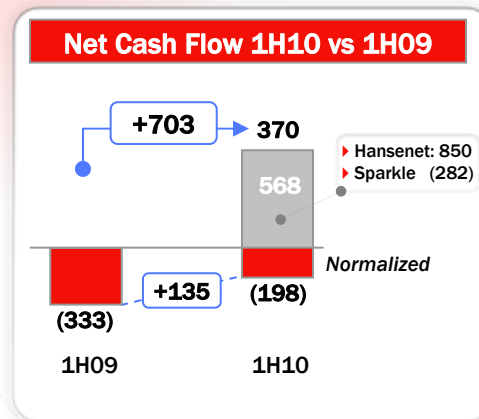 Net Cash Flow 1H10 vs 1H09
+703
370
568
Hansenet: 850
Sparkle (282)
Normalized
+135
(333)
(198)
1H09
1H10